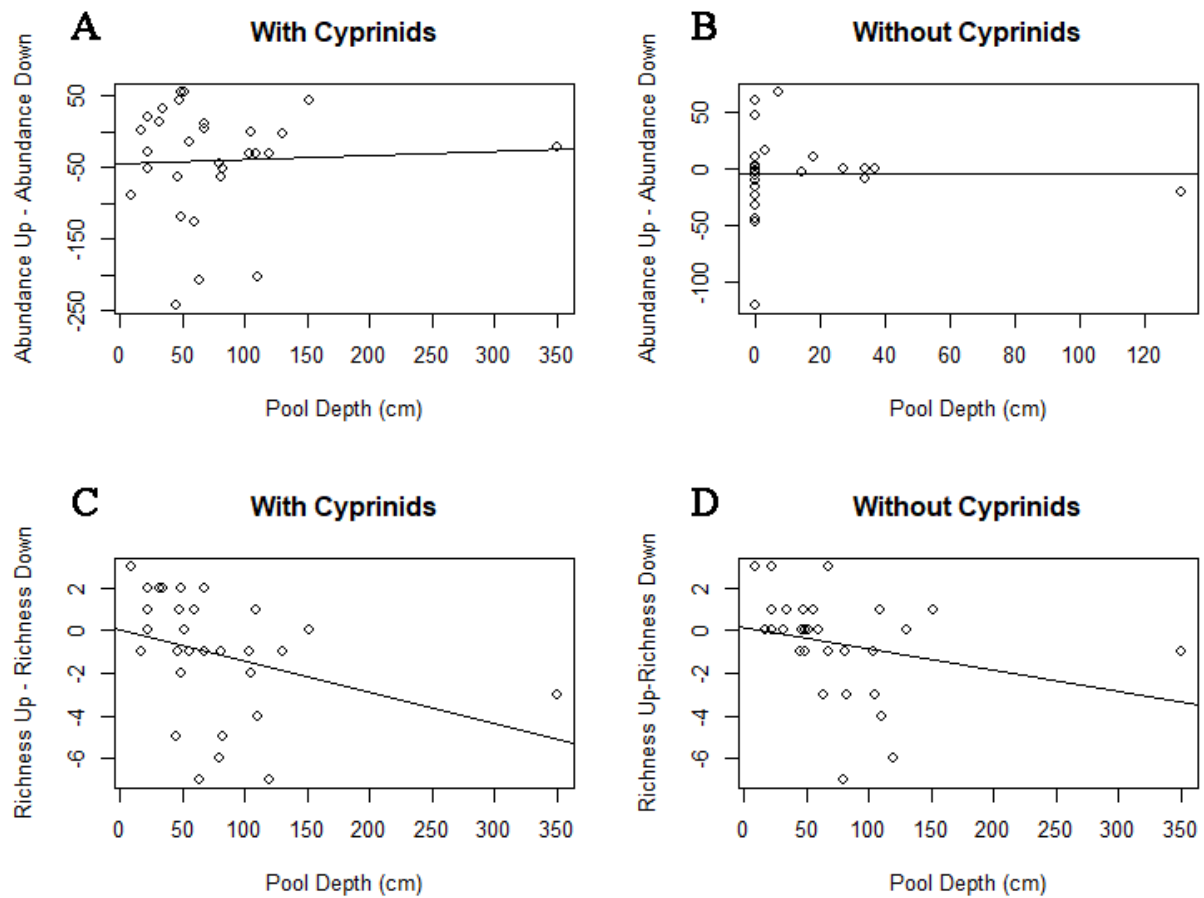 A
With Cyprinids
Abundance Up - Abundance Down
50
-50
-150
-250
0 50 100 150 200 250 300 350
Pool Depth (cm)
B
Without Cyprinids
Abundance Up - Abundance Down
50
0
-50
-100
0 20 40 60 80 100 120
Pool Depth (cm)
C
With Cyprinids
Richness Up - Richness Down
2
0
-2
-4
-6
0 50 100 150 200 250 300 350
Pool Depth (cm)
D
Without Cyprinids
Richness Up-Richness Down
2
0
-2
-4
-6
0 50 100 150 200 250 300 350
Pool Depth (cm)